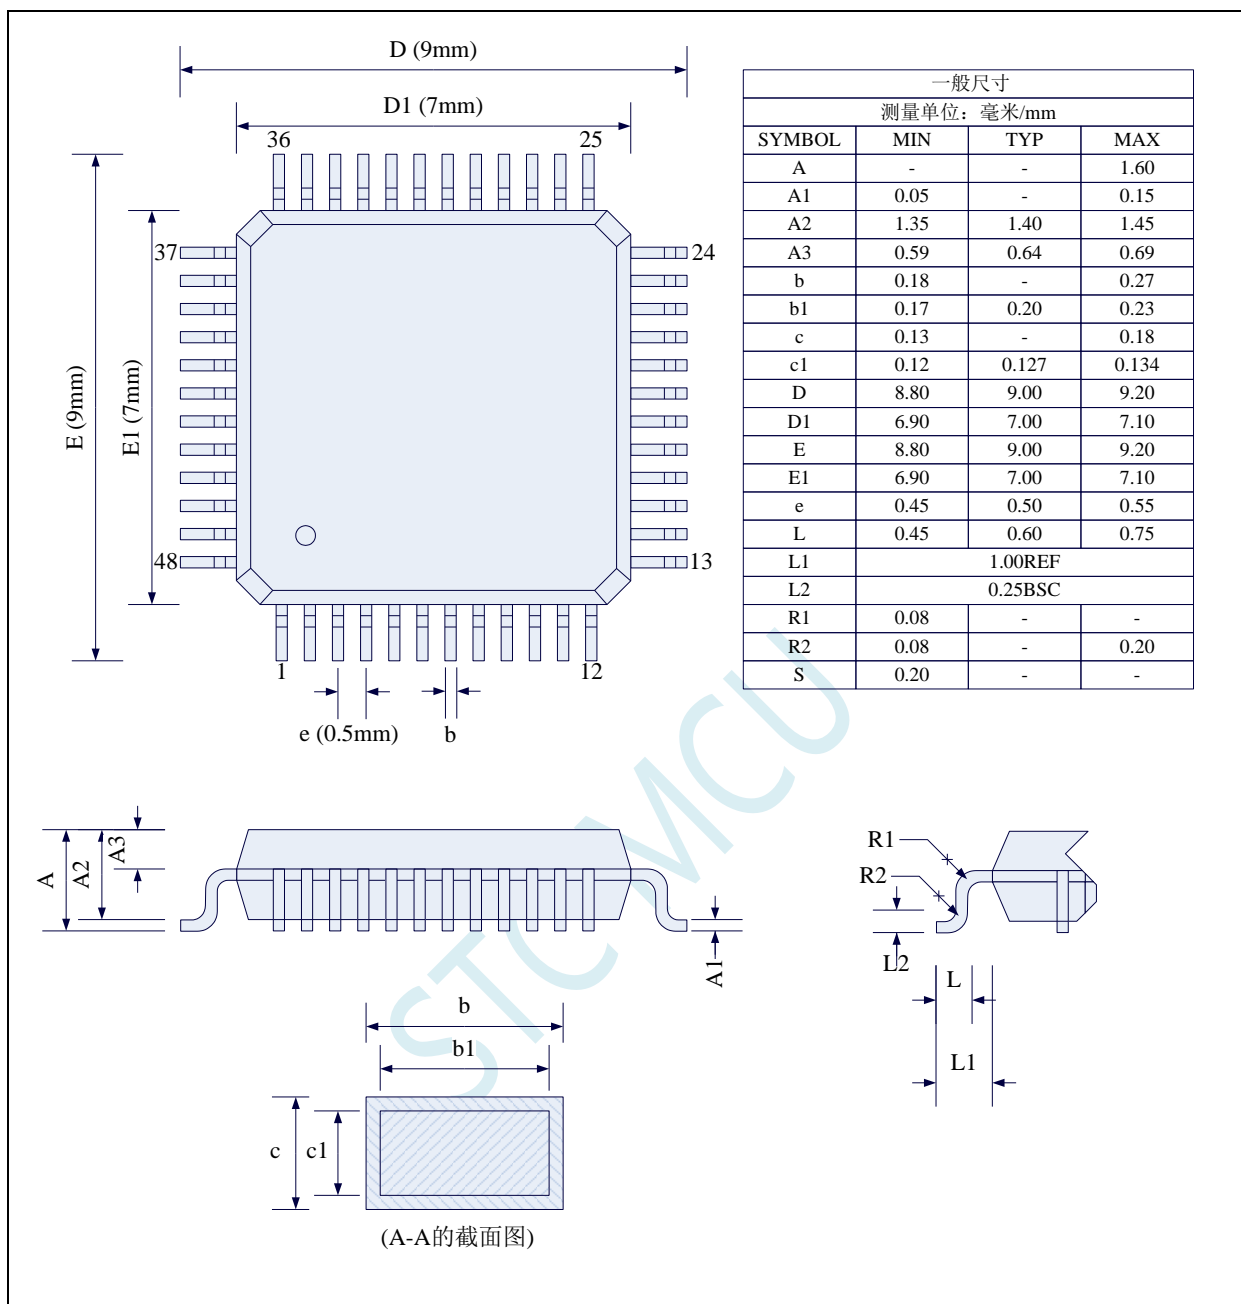 D (9mm)
D1 (7mm)
36 25
37 24
E (9mm)
E1 (7mm)
48 13
1 12
e (0.5mm) b
一般尺寸
测量单位：毫米/mm
SYMBOL MIN TYP MAX
A - - 1.60
A1 0.05 - 0.15
A2 1.35 1.40 1.45
A3 0.59 0.64 0.69
b 0.18 - 0.27
b1 0.17 0.20 0.23
c 0.13 - 0.18
c1 0.12 0.127 0.134
D 8.80 9.00 9.20
D1 6.90 7.00 7.10
E 8.80 9.00 9.20
E1 6.90 7.00 7.10
e 0.45 0.50 0.55
L 0.45 0.60 0.75
L1 1.00REF
L2 0.25BSC
R1 0.08 - -
R2 0.08 - 0.20
S 0.20 - -
A
A2
A3
A1
R1
R2
L2
L
L1
b
b1
c c1
(A-A的截面图)
STC MCU